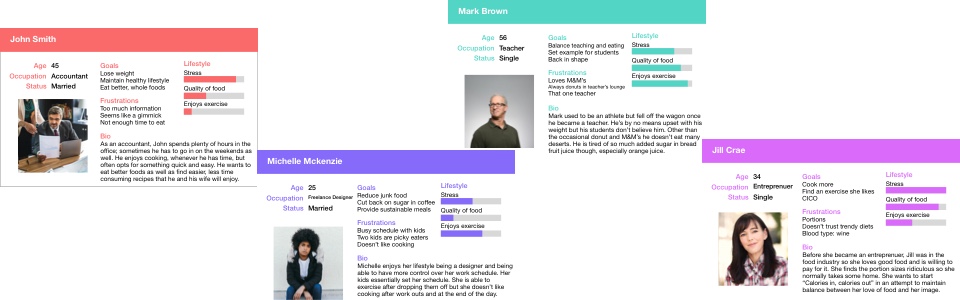 John Smith
Age 45
Occupation Accountant
Status Married
Goals
Lose weight
Maintain healthy lifestyle
Eat better, whole foods
Frustrations
Too much information
Seems like a gimmick
Not enough time to eat
Lifestyle
Stress
Quality of food
Enjoys exercise
Bio
As an accountant, John spends plenty of hours in the
office; sometimes he has to go on in the weekends as
well. He enjoys cooking, whenever he has time, but
often opts for something quick and easy. He wants to
eat better foods as well as find easier, less time
consuming recipes that he and his wife will enjoy.
Michelle Mckenzie
Age 25
Occupation Freelance Designer
Status Married
Goals
Reduce junk food
Cut back on sugar in coffee
Provide sustainable meals
Frustrations
Busy schedule with kids
Two kids are picky eaters
Doesn't like cooking
Lifestyle
Stress
Quality of food
Enjoys exercise
Bio
Michelle enjoys her lifestyle being a designer and being
able to have more control over her work schedule. Her
kids essentially set her schedule. She is able to
exercise after dropping them off but she doesn't like
cooking after work outs and at the end of the day.
Mark Brown
Age 56
Occupation Teacher
Status Single
Goals
Balance teaching and eating
Set example for students
Back in shape
Frustrations
Loves M&M's
Always donuts in teacher's lounge
That one teacher
Lifestyle
Stress
Quality of food
Enjoys exercise
Bio
Mark used to be an athlete but fell off the wagon once
he became a teacher. He's by no means upset with his
weight but his students don't believe him. Other than
the occasional donut and M&M's he doesn't eat many
deserts. He is tired of so much added sugar in bread
fruit juice though, especially orange juice.
Jill Crae
Age 34
Occupation Entreprenuer
Status Single
Goals
Cook more
Find an exercise she likes
CICO
Frustrations
Portions
Doesn't trust trendy diets
Blood type: wine
Lifestyle
Stress
Quality of food
Enjoys exercise
Bio
Before she became an entreprenuer, Jill was in the
food industry so she loves good food and is willing to
pay for it. She finds the portion sizes ridiculous so she
normally takes some home. She wants to start
"Calories in, calories out" in an attempt to maintain
balance between her love of food and her image.